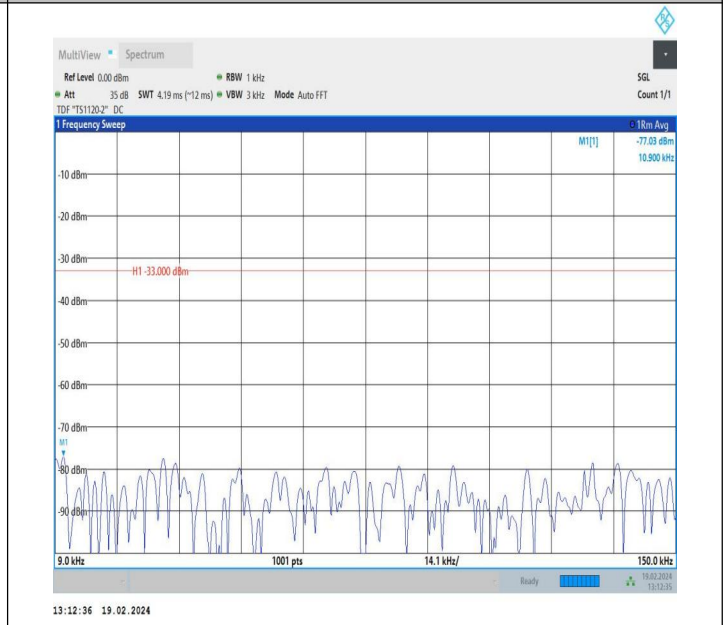 R S
MultiView Spectrum
Ref Level 0.00 dBm RBW 1 kHz SGL
Att 35 dB SWT 4.19 ms (~12 ms) VBW 3 kHz Mode Auto FFT Count 1/1
TDF "TS1120-2" DC
1 Frequency Sweep 1Rm Avg
M1[1] -77.03 dBm
10.900 kHz
-10 dBm
-20 dBm
-30 dBm
H1 -33.000 dBm
-40 dBm
-50 dBm
-60 dBm
-70 dBm
M1
-80 dBm
-90 dBm
9.0 kHz 1001 pts 14.1 kHz/ 150.0 kHz
Ready 19.02.2024
13:12:35
13:12:36 19.02.2024